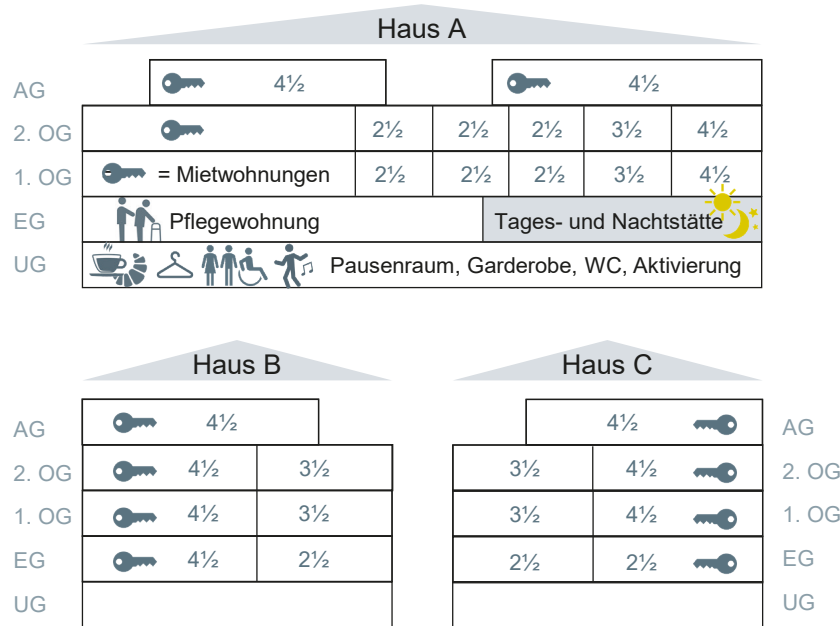 Haus A
AG 4½ 4½
2. OG 2½ 2½ 2½ 3½ 4½
1. OG = Mietwohnungen 2½ 2½ 2½ 3½ 4½
EG Pflegewohnung Tages- und Nachtstätte
UG Pausenraum, Garderobe, WC, Aktivierung
Haus B Haus C
AG 4½ 4½ AG
2. OG 4½ 3½ 3½ 4½ 2. OG
1. OG 4½ 3½ 3½ 4½ 1. OG
EG 4½ 2½ 2½ 2½ EG
UG UG